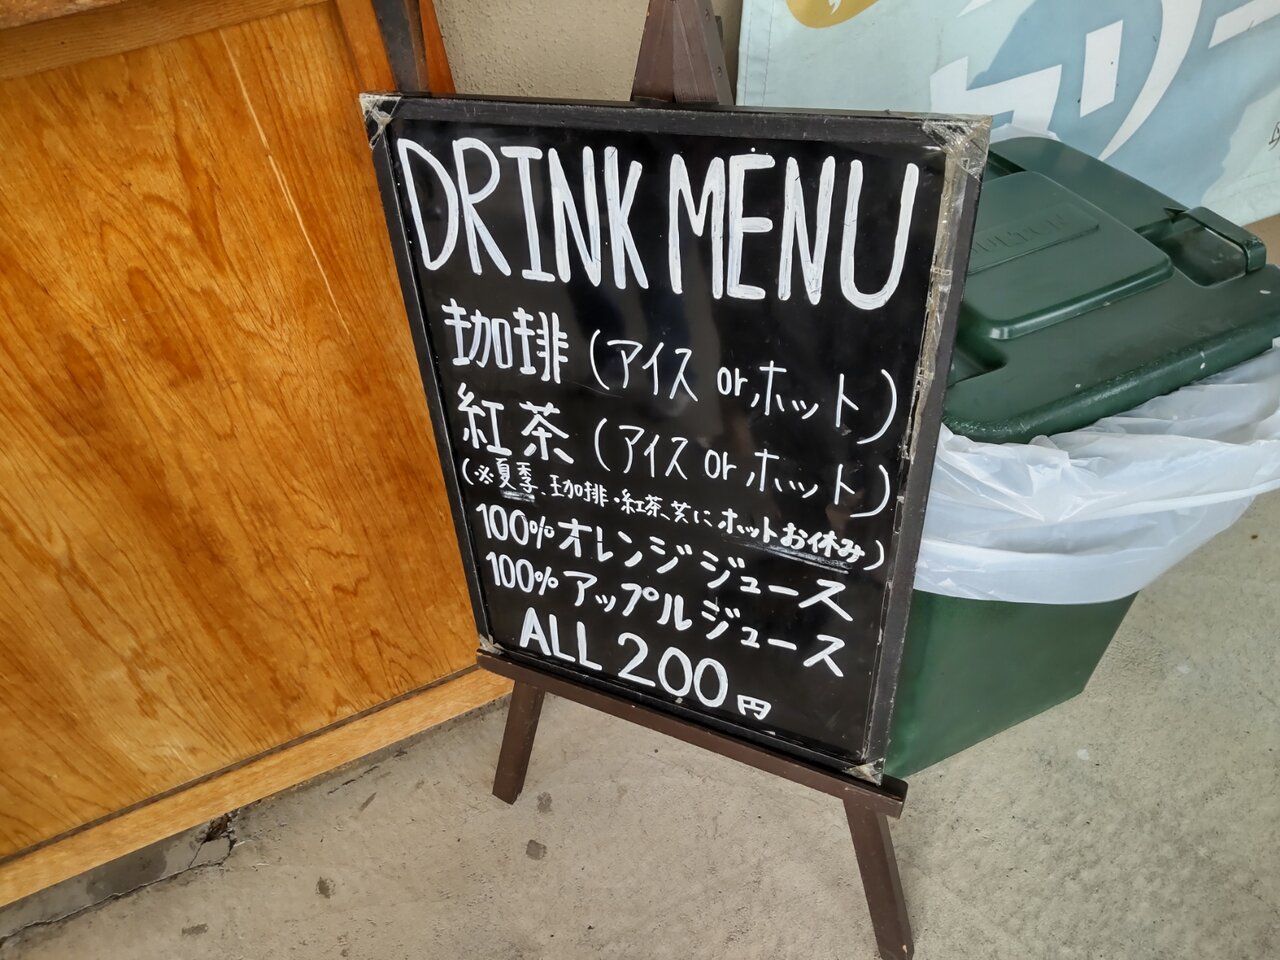 DRINK MENU
珈琲 (アイス or ホット)
紅茶 (アイス or ホット)
(※夏季、珈琲・紅茶、共にホットお休み)
100%オレンジジュース
100%アップルジュース
ALL 200円